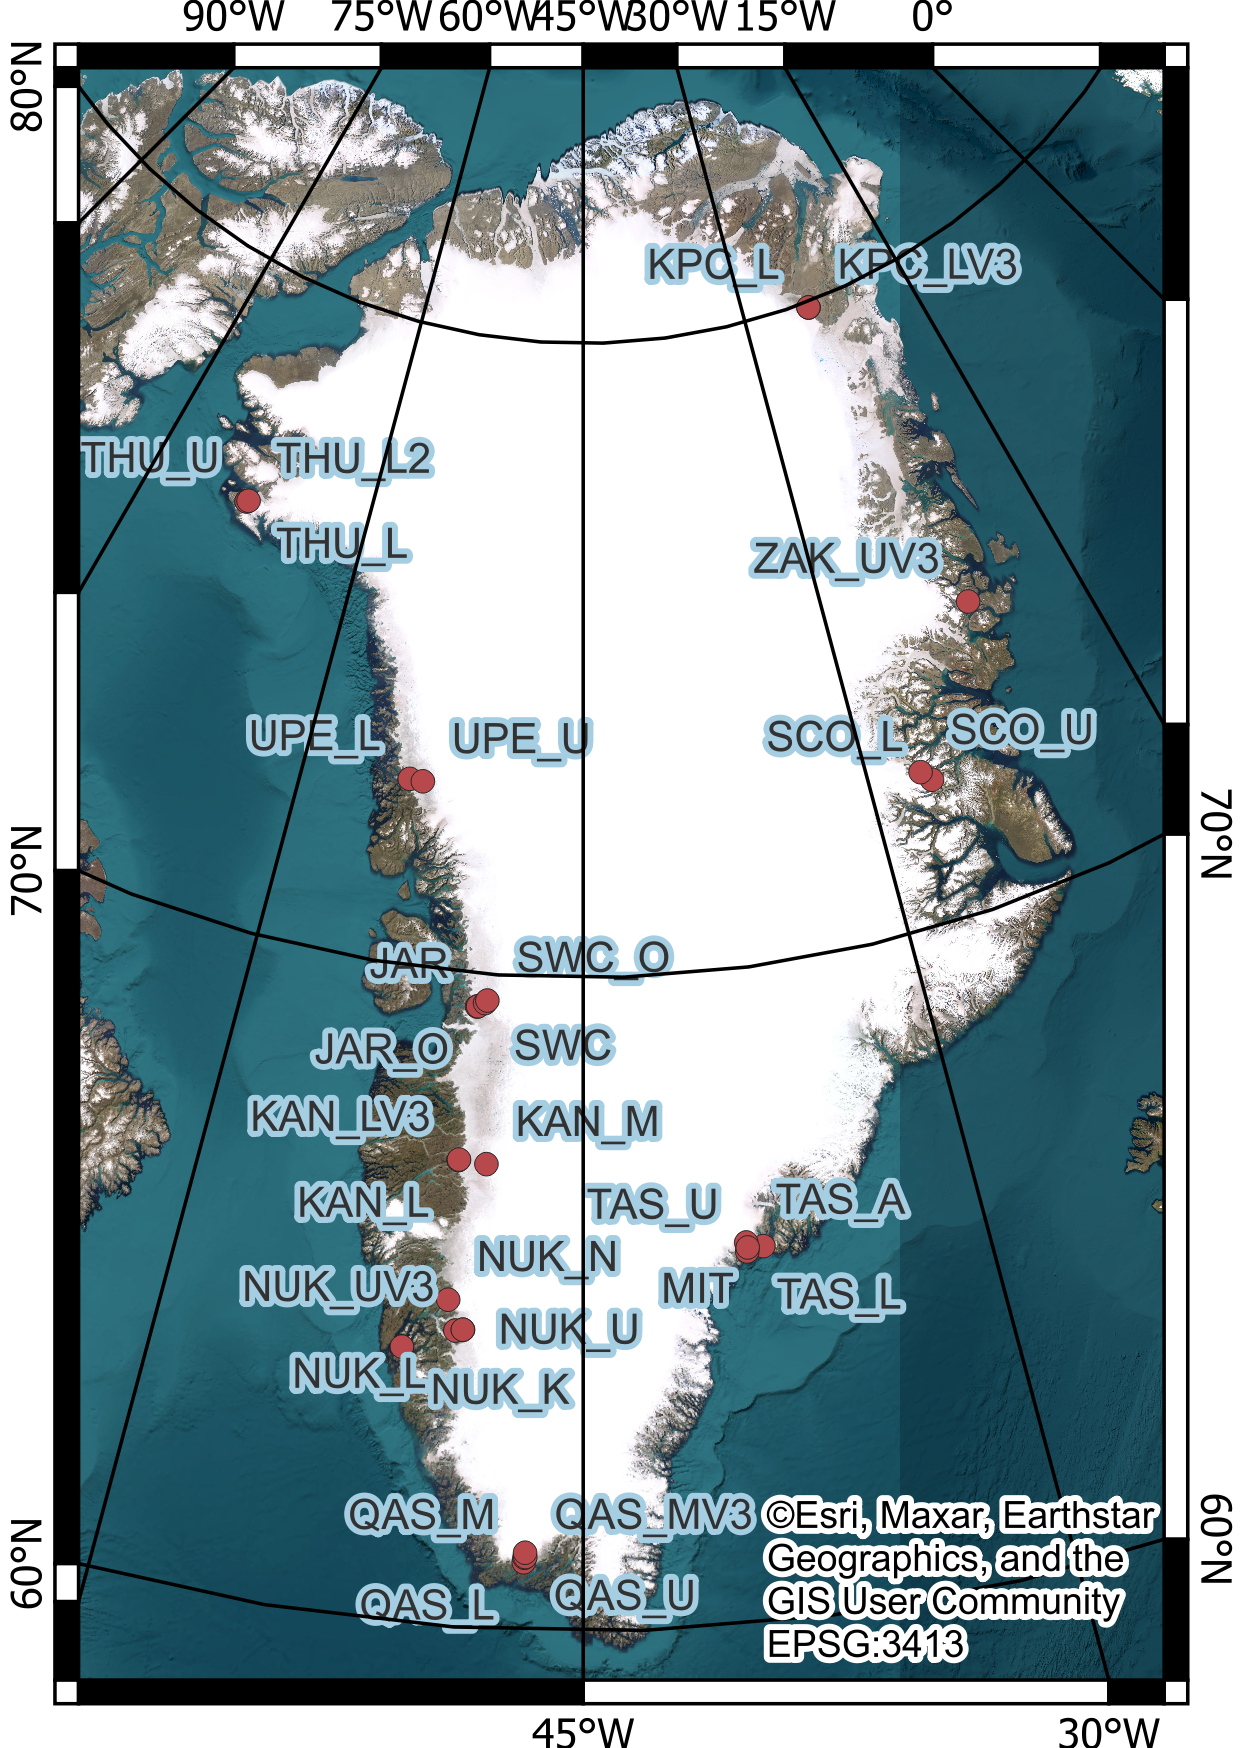 90°W 75°W 60°W 45°W 30°W 15°W 0°
80°N
KPC_L KPC_LV3
THU_U THU_L2
THU_L
ZAK_UV3
UPE_L UPE_U SCO_L SCO_U
70°N 70°N
JAR SWC_O
JAR_O SWC
KAN_LV3 KAN_M
KAN_L TAS_U TAS_A
NUK_N
NUK_UV3 MIT TAS_L
NUK_U
NUK_L NUK_K
QAS_M QAS_MV3
QAS_L QAS_U
60°N 60°N
©Esri, Maxar, Earthstar
Geographics, and the
GIS User Community
EPSG:3413
45°W 30°W